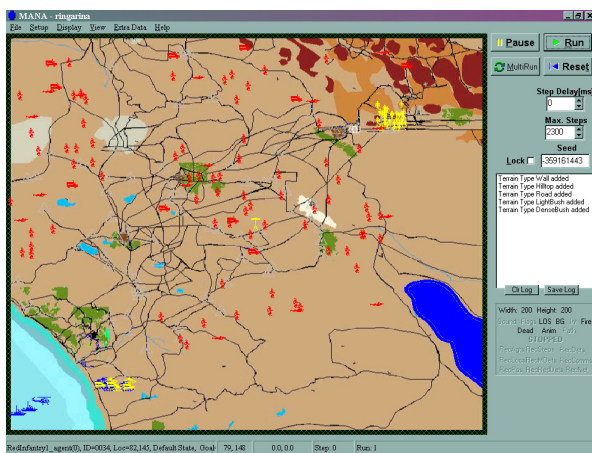 MANA - ringarina
File Setup Display View Extra Data Help
Pause
Run
MultiRun
Reset
Step Delay[ms]
0
Max. Steps
2300
Seed
Lock
-359161443
Terrain Type Wall added
Terrain Type Hilltop added
Terrain Type Road added
Terrain Type LightBush added
Terrain Type DenseBush added
Clr Log
Save Log
Width: 200 Height: 200
LOS BG Fire
Dead Anim Path
STOPPED
RedInfantry1_agent(0), ID=0034, Loc=82,145, Default State, Goal-
79, 148
0.0, 0.0
Step: 0
Run: 1